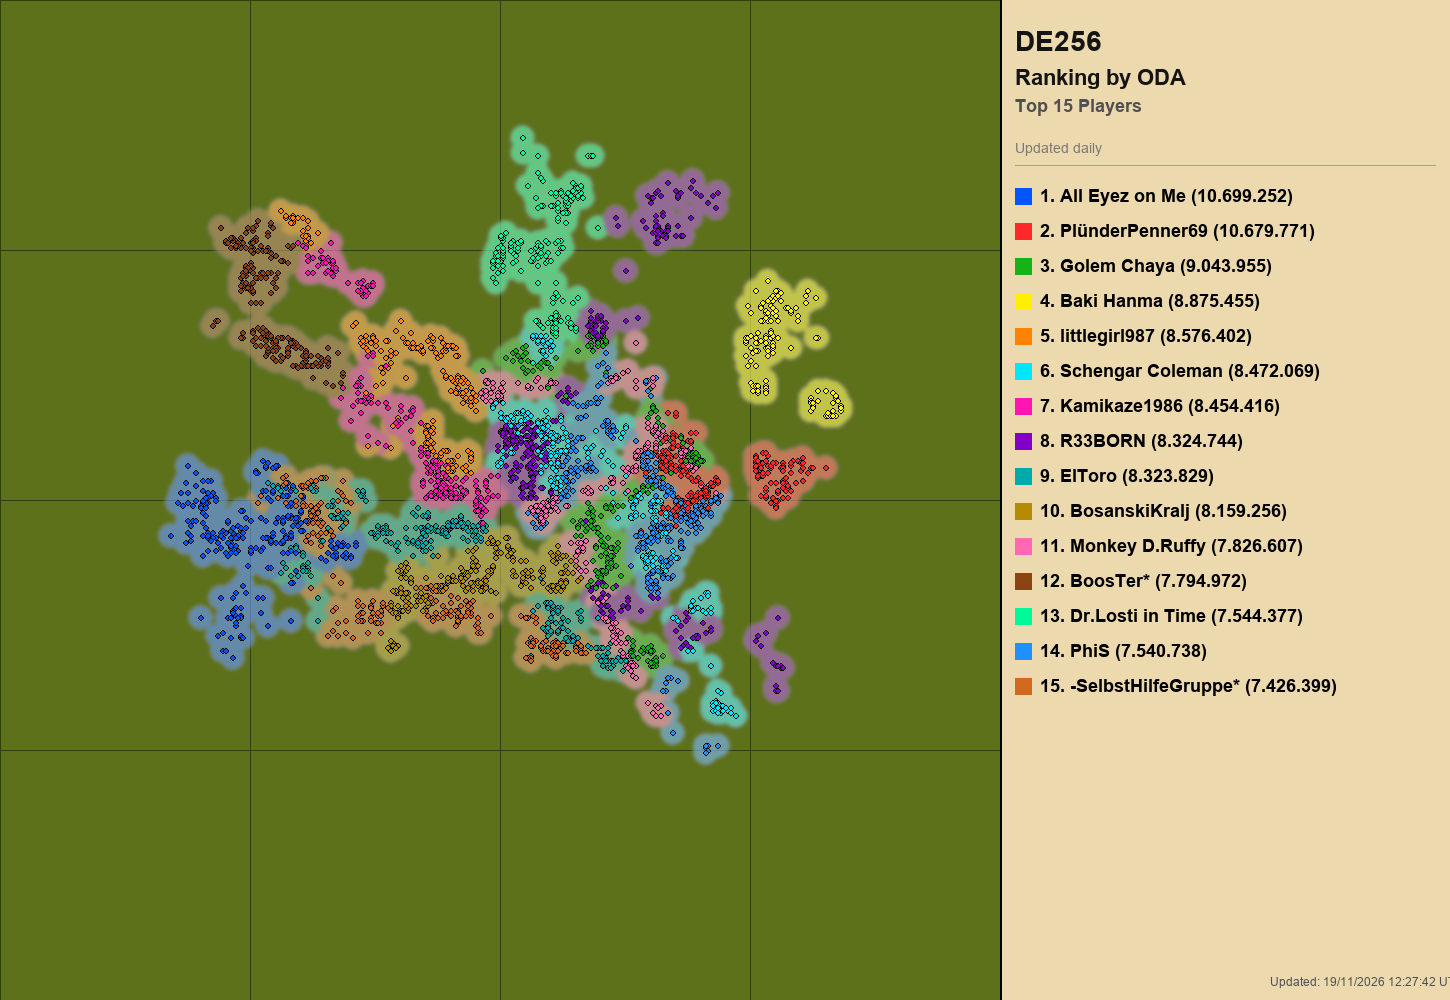 DE256
Ranking by ODA
Top 15 Players
Updated daily
1. All Eyez on Me (10.699.252)
2. PlünderPenner69 (10.679.771)
3. Golem Chaya (9.043.955)
4. Baki Hanma (8.875.455)
5. littlegirl987 (8.576.402)
6. Schengar Coleman (8.472.069)
7. Kamikaze1986 (8.454.416)
8. R33BORN (8.324.744)
9. ElToro (8.323.829)
10. BosanskiKralj (8.159.256)
11. Monkey D.Ruffy (7.826.607)
12. BoosTer* (7.794.972)
13. Dr.Losti in Time (7.544.377)
14. PhiS (7.540.738)
15. -SelbstHilfeGruppe* (7.426.399)
Updated: 19/11/2026 12:27:42